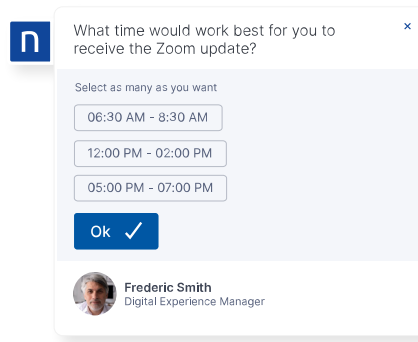 n
What time would work best for you to
receive the Zoom update?
×
Select as many as you want
06:30 AM - 8:30 AM
12:00 PM - 02:00 PM
05:00 PM - 07:00 PM
Ok ✓
Frederic Smith
Digital Experience Manager